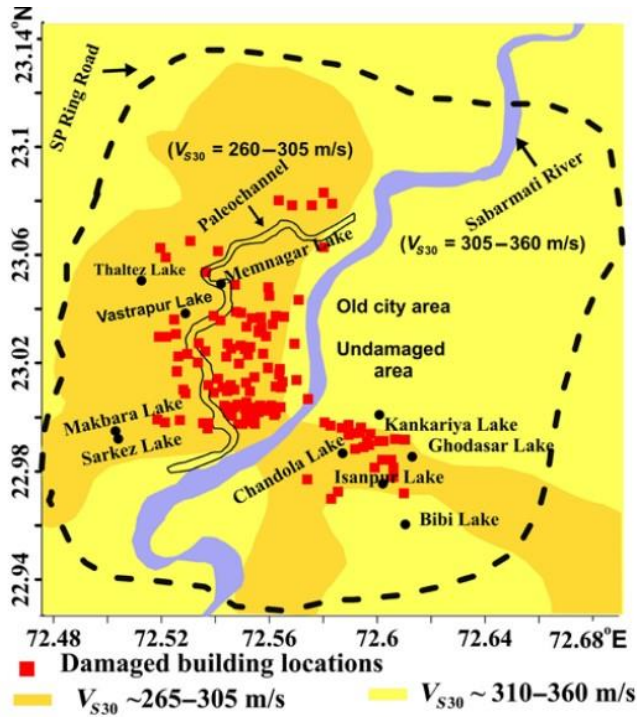 °N
23.14
23.1
23.06
23.02
22.98
22.94
SP Ring Road
(VS30 = 260–305 m/s)
Paleochannel
Sabarmati River
(VS30 = 305–360 m/s)
Thaltez Lake
Memnagar Lake
Vastrapur Lake
Old city area
Undamaged
area
Makbara Lake
Sarkez Lake
Kankariya Lake
Chandola Lake
Ghodasar Lake
Isanpur Lake
Bibi Lake
72.48 72.52 72.56 72.6 72.64 72.68°E
Damaged building locations
VS30 ~265–305 m/s
VS30 ~ 310–360 m/s